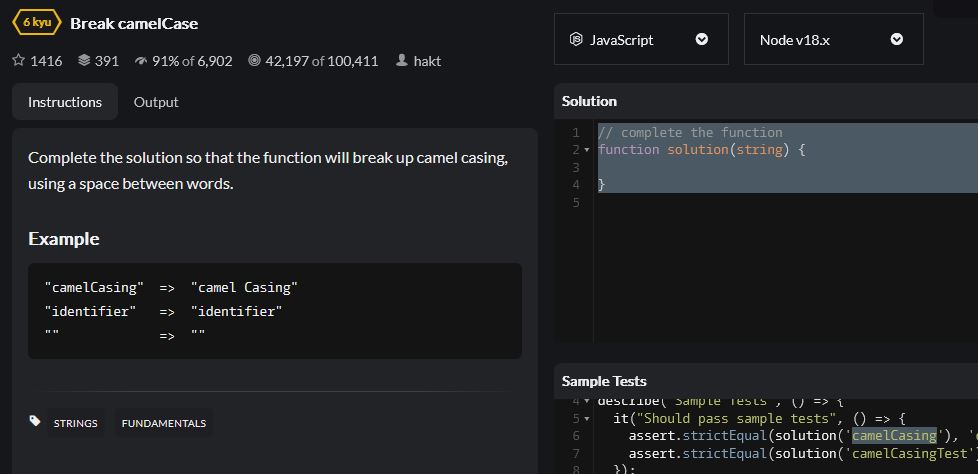 6 kyu Break camelCase
1416 391 91% of 6,902 42,197 of 100,411 hakt
Instructions Output
Complete the solution so that the function will break up camel casing,
using a space between words.
Example
"camelCasing" => "camel Casing"
"identifier" => "identifier"
"" => ""
STRINGS FUNDAMENTALS
JavaScript Node v18.x
Solution
1 // complete the function
2 function solution(string) {
3
4 }
5
Sample Tests
4 describe("Sample Tests", () => {
5 it("Should pass sample tests", () => {
6 assert.strictEqual(solution('camelCasing'), '
7 assert.strictEqual(solution('camelCasingTest'
8 });